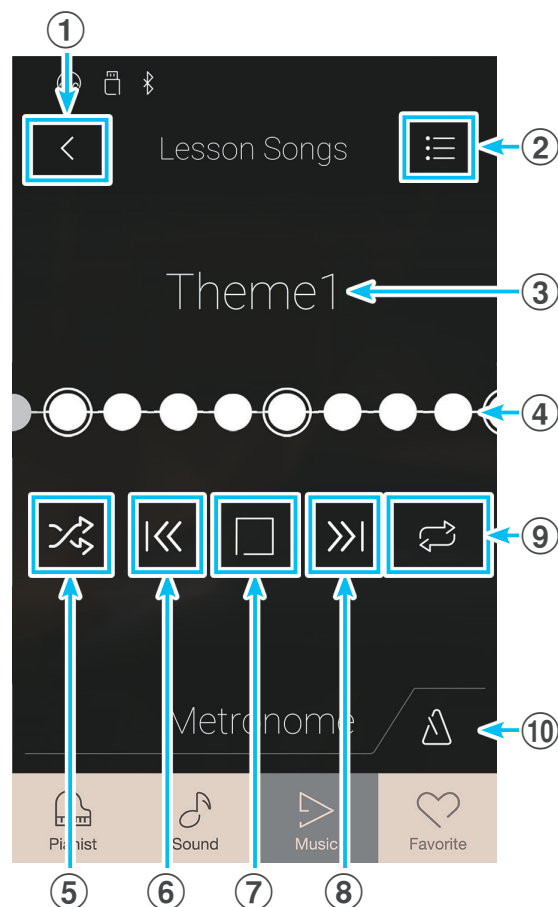 ①
Lesson Songs
②
Theme1
③
④
⑨
Metronome
⑩
Pianist Sound Music Favorite
⑤ ⑥ ⑦ ⑧